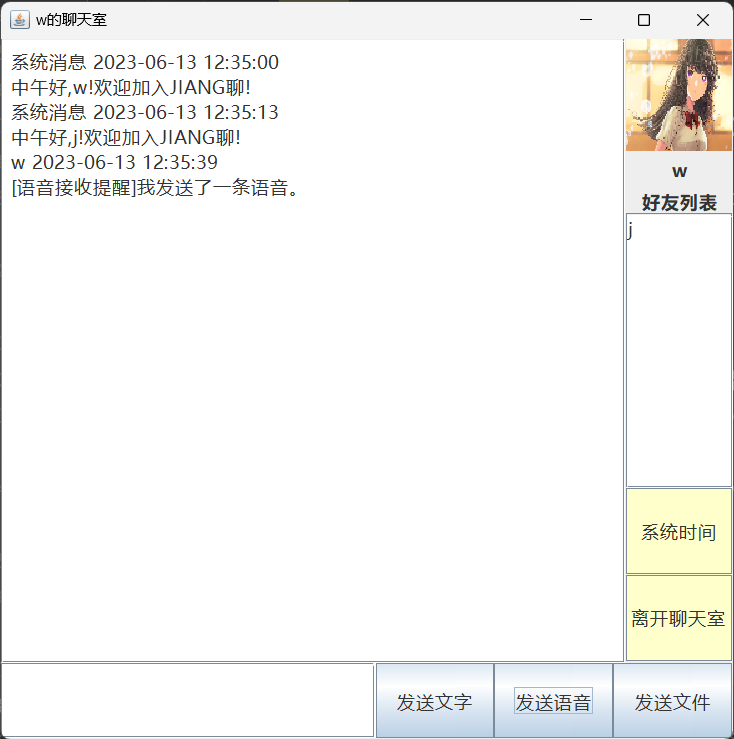 w的聊天室
系统消息 2023-06-13 12:35:00
中午好,w!欢迎加入JIANG聊!
系统消息 2023-06-13 12:35:13
中午好,j!欢迎加入JIANG聊!
w 2023-06-13 12:35:39
[语音接收提醒]我发送了一条语音。
w
好友列表
j
系统时间
离开聊天室
发送文字
发送语音
发送文件